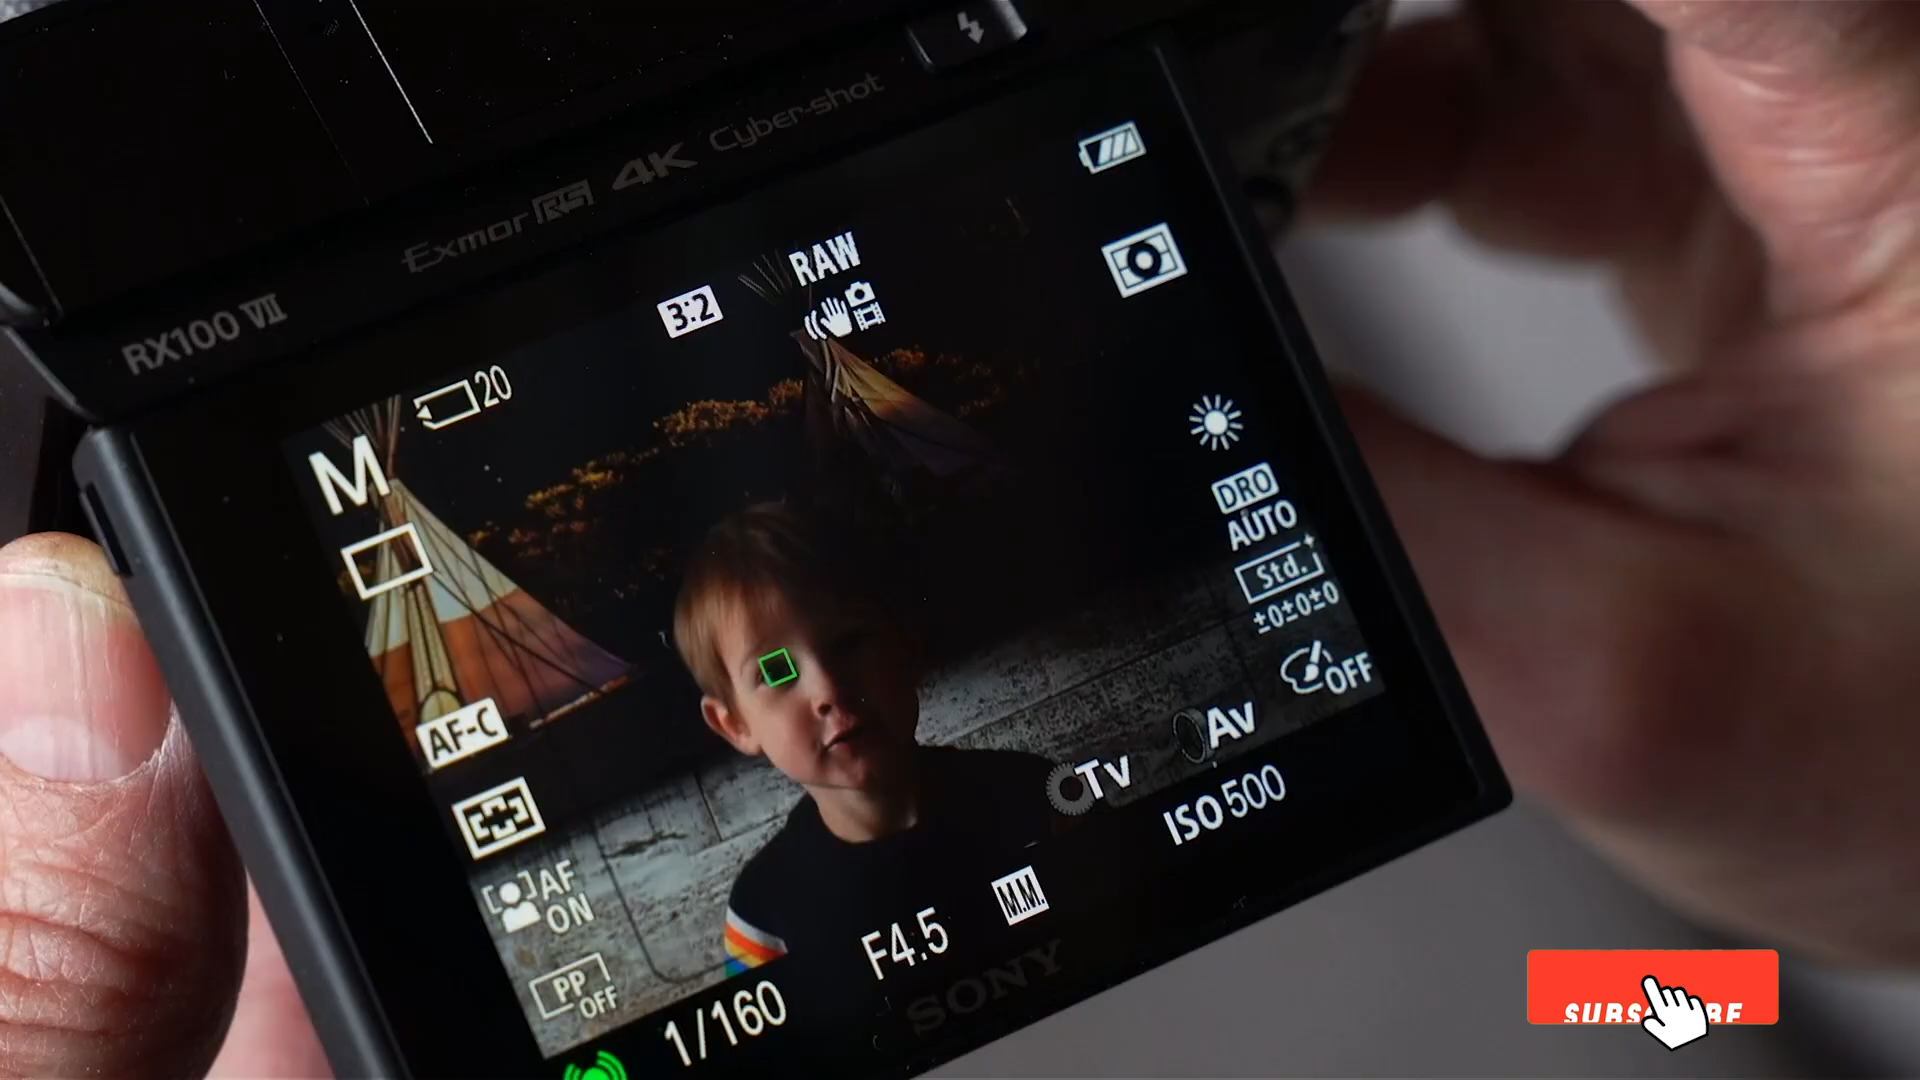 Exmor RS 4K Cyber-shot
RX100 VII
RAW
3:2
20
M
DRO
AUTO
Std.
±0±0±0
OFF
AF-C
Tv
Av
ISO 500
AF
ON
M.M.
F4.5
PP
OFF
1/160
SONY
SUBSCRIBE